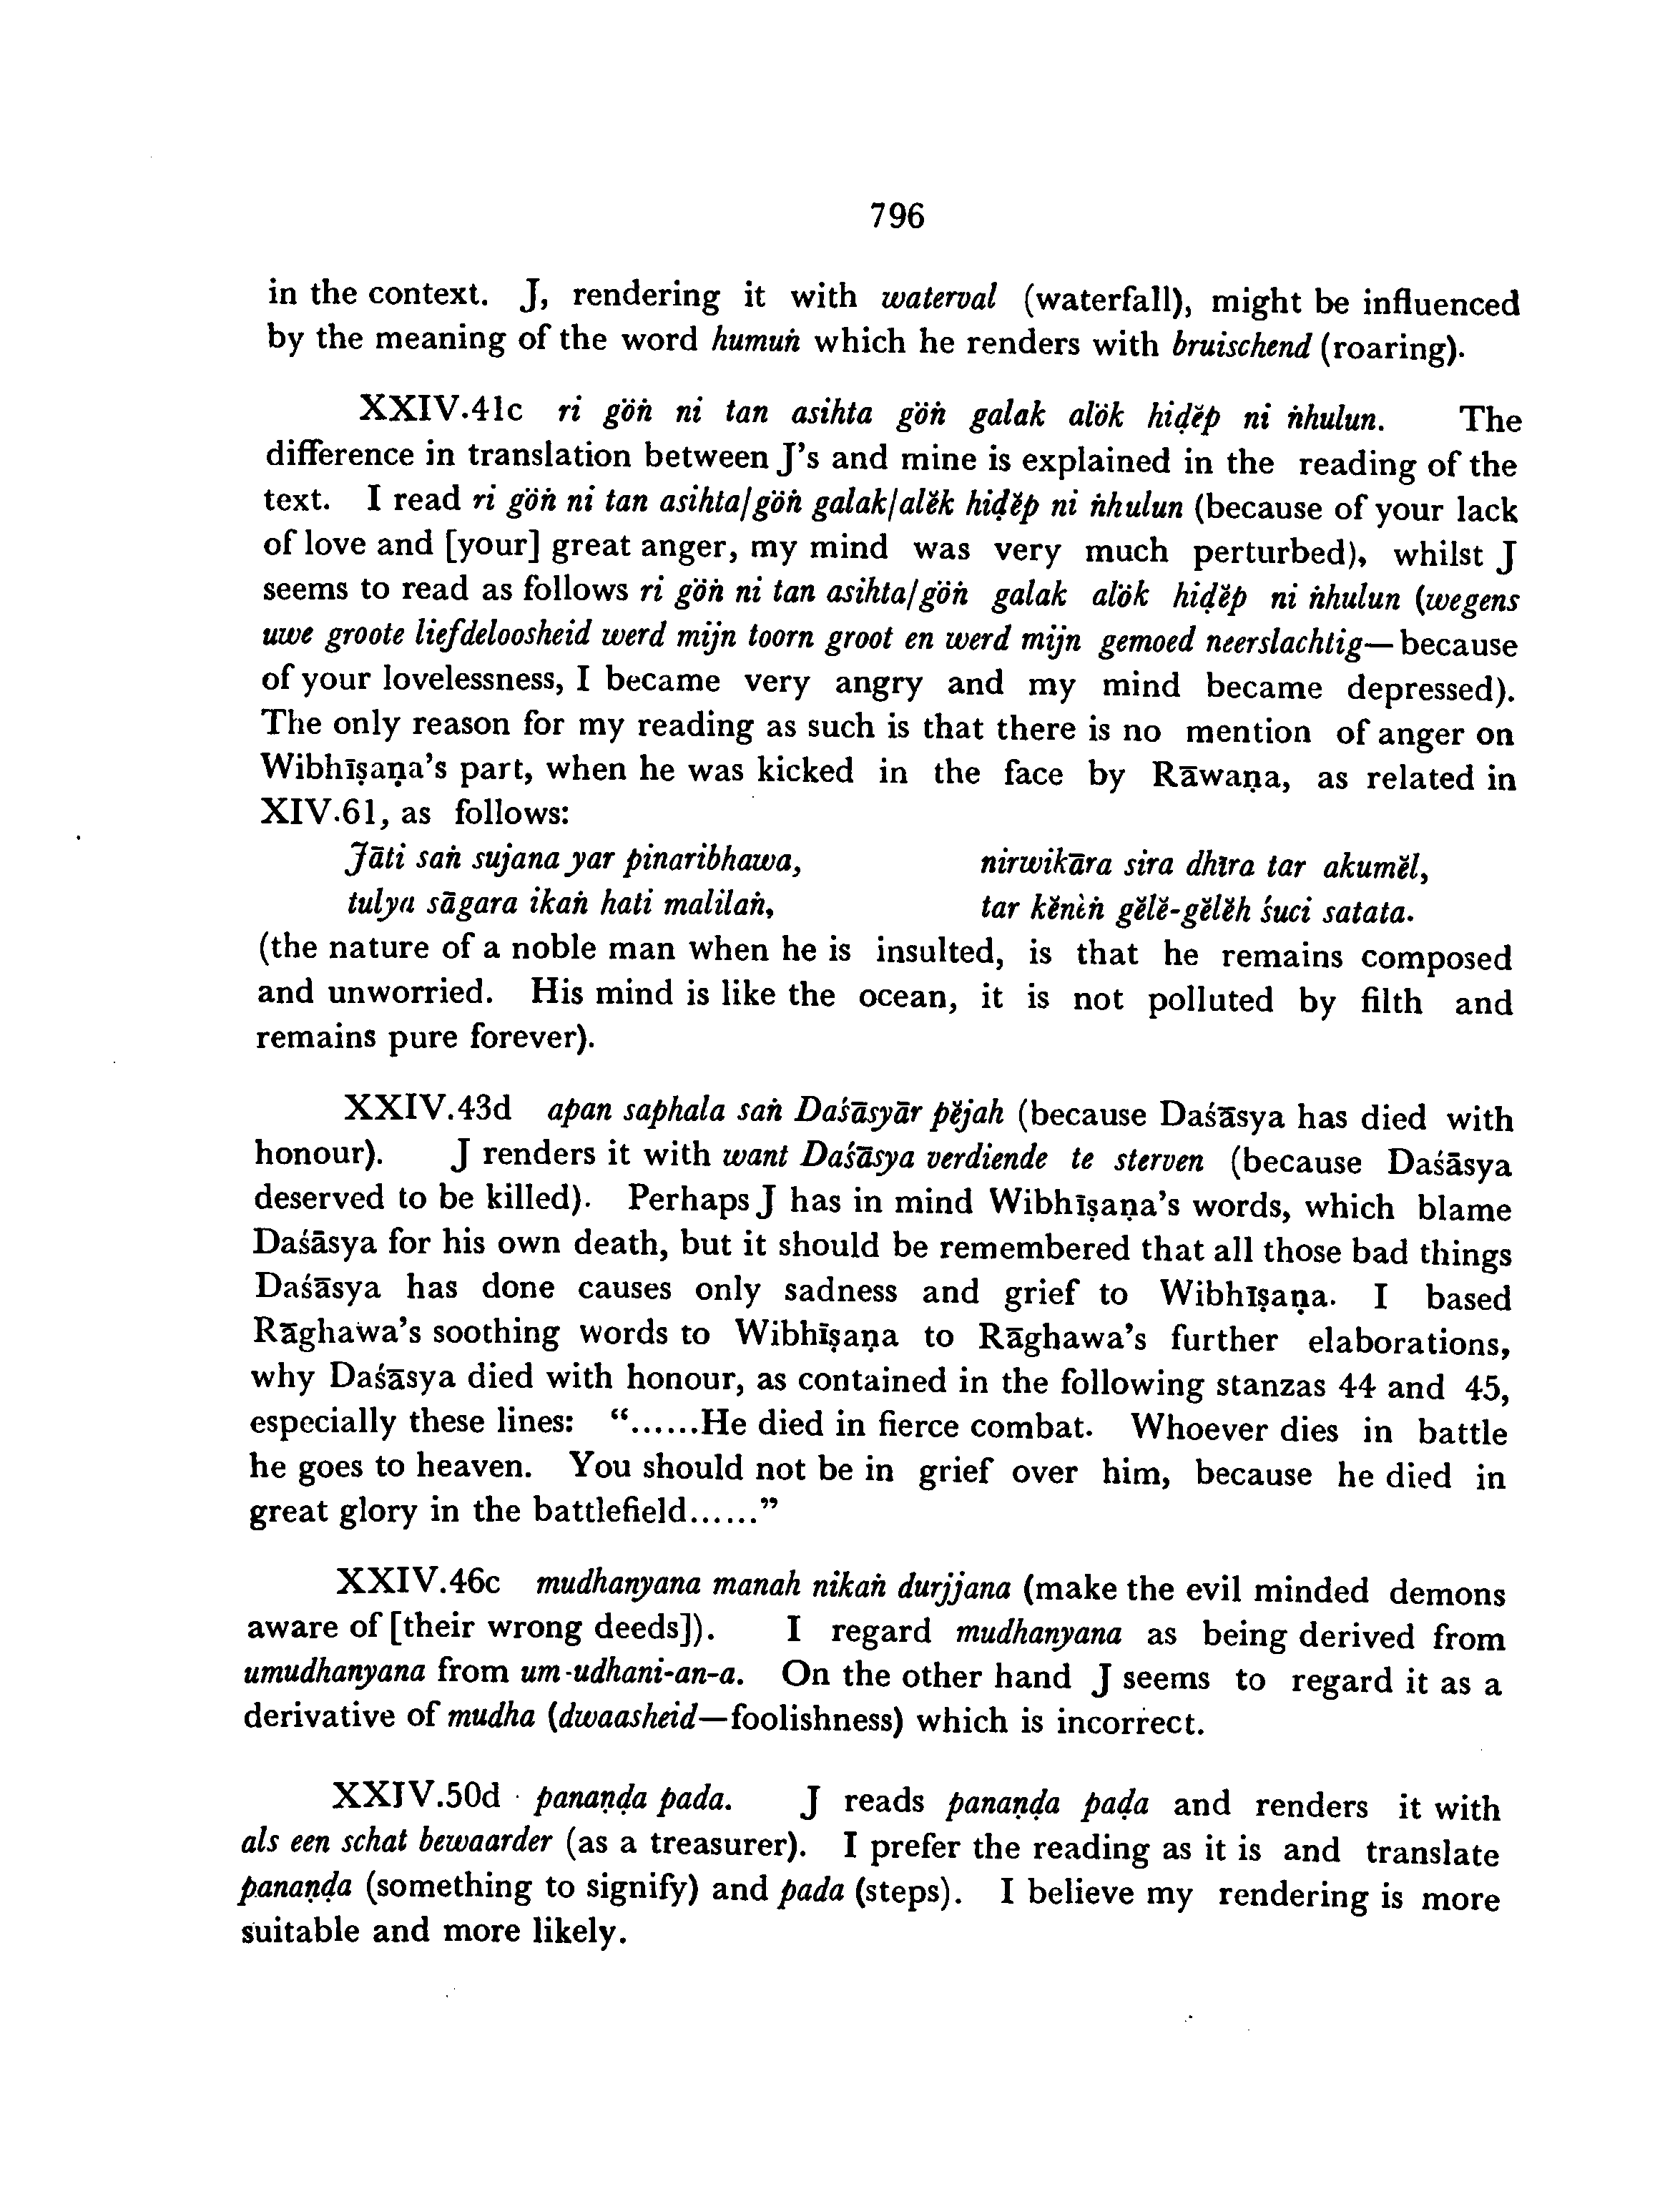 796
in the context. J, rendering it with waterval (waterfall), might be influenced
by the meaning of the word humuṅ which he renders with bruischend (roaring).
XXIV.41c ri göṅ ni tan asihta göṅ galak alök hiḍĕp ni ṅhulun. The
difference in translation between J's and mine is explained in the reading of the
text. I read ri göṅ ni tan asihta/göṅ galak/alĕk hiḍĕp ni ṅhulun (because of your lack
of love and [your] great anger, my mind was very much perturbed), whilst J
seems to read as follows ri göṅ ni tan asihta/göṅ galak alök hiḍĕp ni ṅhulun (wegens
uwe groote liefdeloosheid werd mijn toorn groot en werd mijn gemoed neerslachtig—because
of your lovelessness, I became very angry and my mind became depressed).
The only reason for my reading as such is that there is no mention of anger on
Wibhīṣaṇa's part, when he was kicked in the face by Rāwaṇa, as related in
XIV.61, as follows:
Jāti saṅ sujana yar pinaribhawa, nirwikāra sira dhīra tar akumĕl,
tulya sāgara ikaṅ hati malilaṅ, tar kĕnèṅ gĕlĕ-gĕlĕh śuci satata.
(the nature of a noble man when he is insulted, is that he remains composed
and unworried. His mind is like the ocean, it is not polluted by filth and
remains pure forever).
XXIV.43d apan saphala saṅ Daśāsyār pĕjah (because Daśāsya has died with
honour). J renders it with want Daśāsya verdiende te sterven (because Daśāsya
deserved to be killed). Perhaps J has in mind Wibhīṣaṇa's words, which blame
Daśāsya for his own death, but it should be remembered that all those bad things
Daśāsya has done causes only sadness and grief to Wibhīṣaṇa. I based
Rāghawa's soothing words to Wibhīṣaṇa to Rāghawa's further elaborations,
why Daśāsya died with honour, as contained in the following stanzas 44 and 45,
especially these lines: “......He died in fierce combat. Whoever dies in battle
he goes to heaven. You should not be in grief over him, because he died in
great glory in the battlefield......”
XXIV.46c mudhanyana manah nikaṅ durjjana (make the evil minded demons
aware of [their wrong deeds]). I regard mudhanyana as being derived from
umudhanyana from um-udhani-an-a. On the other hand J seems to regard it as a
derivative of mudha (dwaasheid—foolishness) which is incorrect.
XXIV.50d pananḍa pada. J reads panaṇḍa paḍa and renders it with
als een schat bewaarder (as a treasurer). I prefer the reading as it is and translate
panaṇḍa (something to signify) and pada (steps). I believe my rendering is more
suitable and more likely.